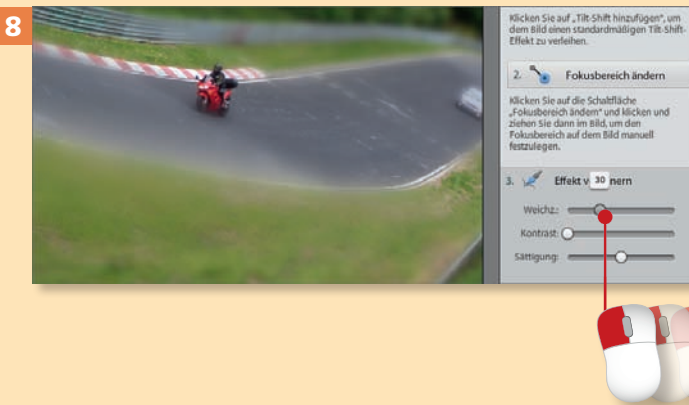 8
Klicken Sie auf „Tilt-Shift hinzufügen", um
dem Bild einen standardmäßigen Tilt-Shift-
Effekt zu verleihen.
2. Fokusbereich ändern
Klicken Sie auf die Schaltfläche
„Fokusbereich ändern" und klicken und
ziehen Sie dann im Bild, um den
Fokusbereich auf dem Bild manuell
festzulegen.
3. Effekt v 30 nern
Weichz.:
Kontrast:
Sättigung: